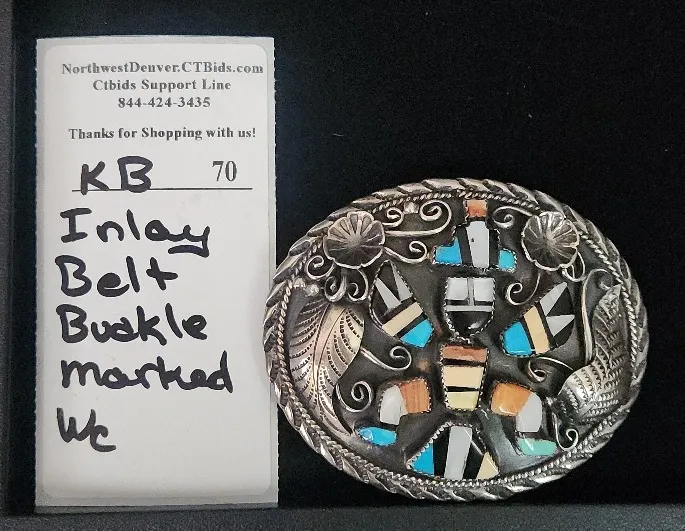 NorthwestDenver.CTBids.com
Ctbids Support Line
844-424-3435
Thanks for Shopping with us!
KB 70
Inlay
Belt
Buckle
marked
WC